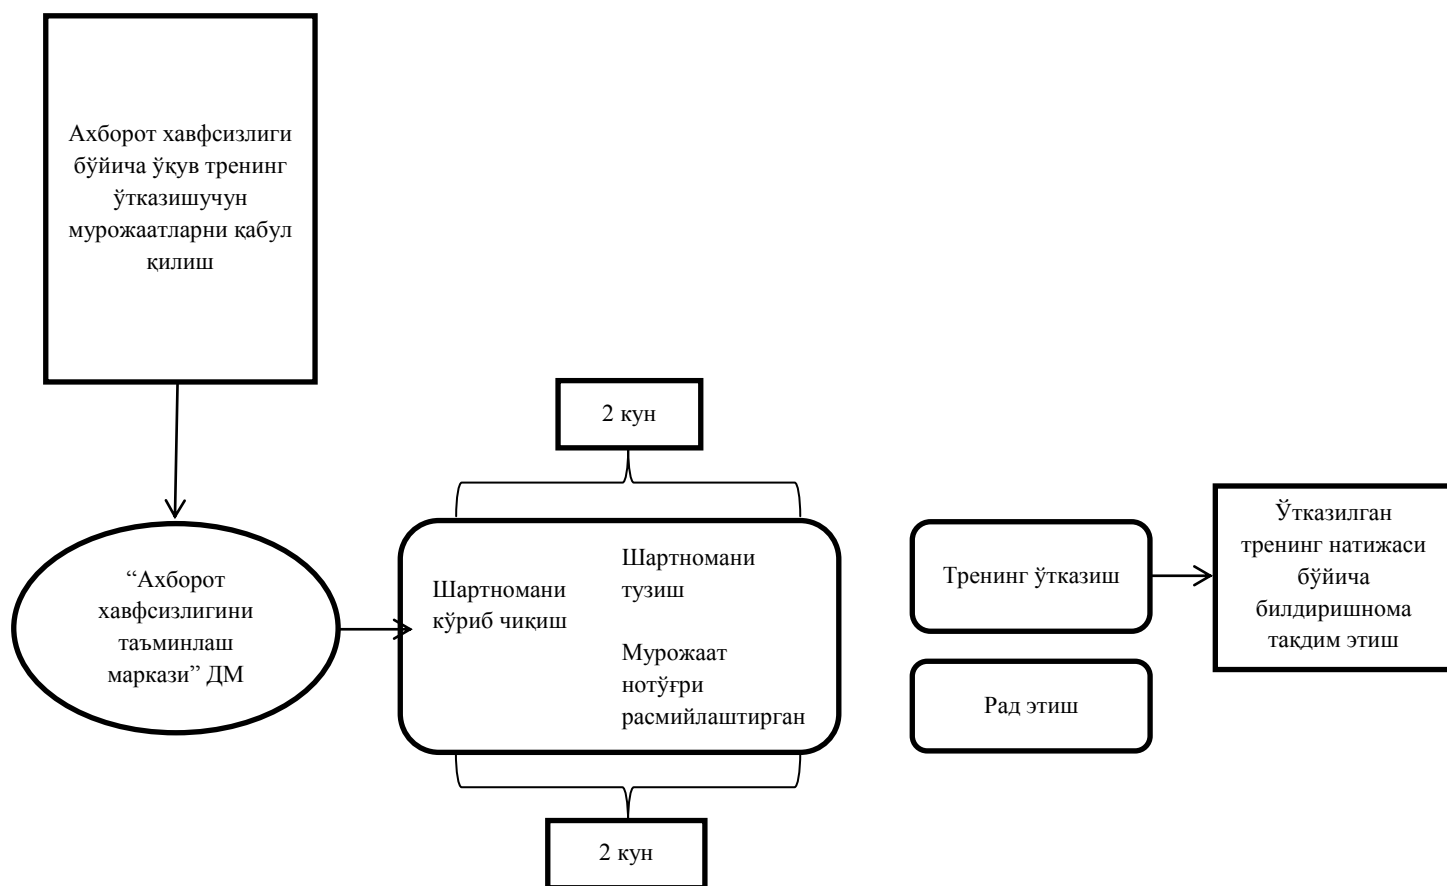 Ахборот хавфсизлиги
бўйича ўқув тренинг
ўтказишучун
мурожаатларни қабул
қилиш
“Ахборот
хавфсизлигини
таъминлаш
маркази” ДМ
2 кун
Шартномани
кўриб чиқиш
Шартномани
тузиш
Мурожаат
нотўғри
расмийлаштирган
2 кун
Тренинг ўтказиш
Рад этиш
Ўтказилган
тренинг натижаси
бўйича
билдиришнома
тақдим этиш